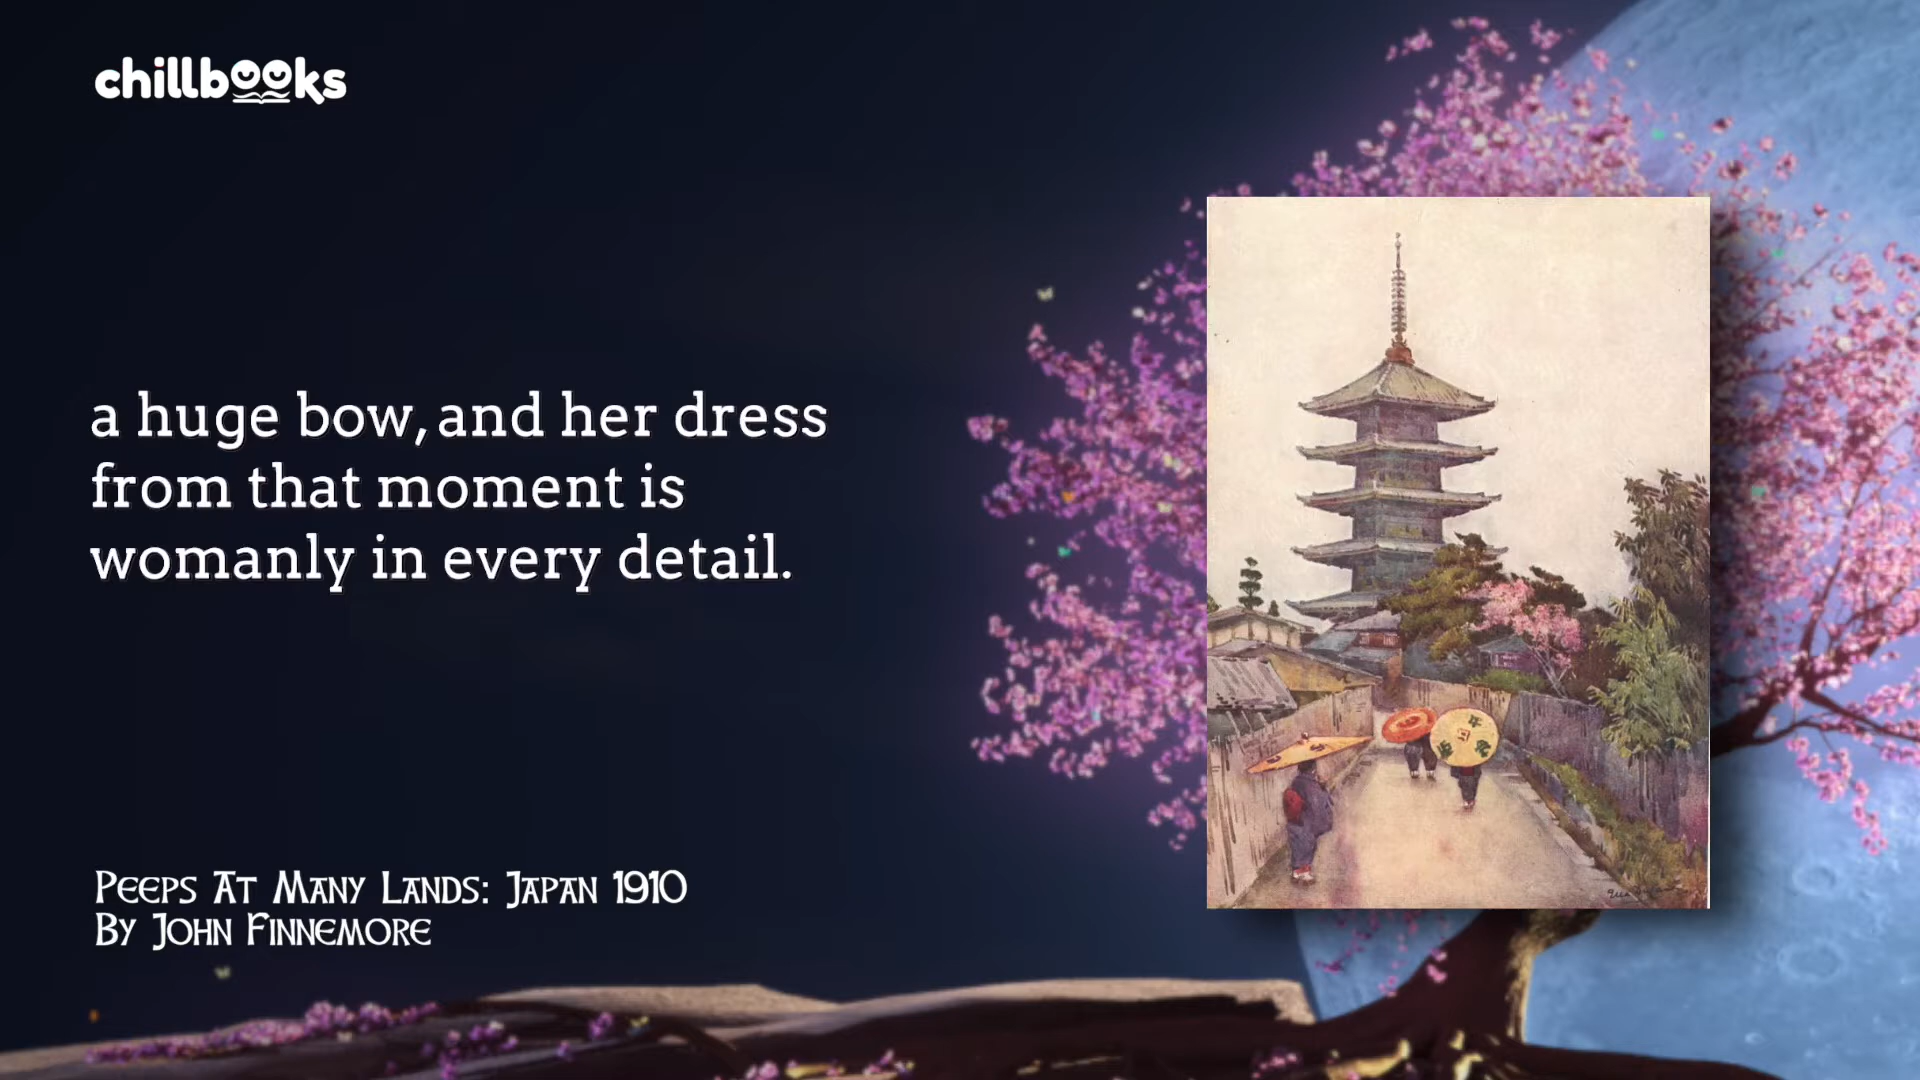 chillbooks
a huge bow, and her dress
from that moment is
womanly in every detail.
Peeps At Many Lands: Japan 1910
By John Finnemore